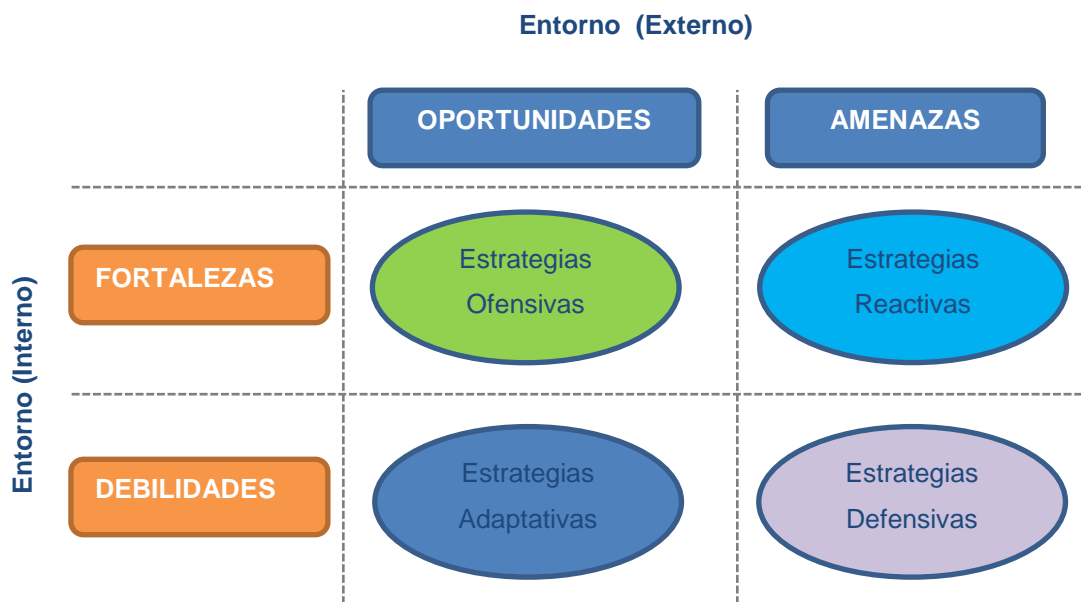 Entorno (Externo)
OPORTUNIDADES
AMENAZAS
Entorno (Interno)
FORTALEZAS
Estrategias
Ofensivas
Estrategias
Reactivas
DEBILIDADES
Estrategias
Adaptativas
Estrategias
Defensivas